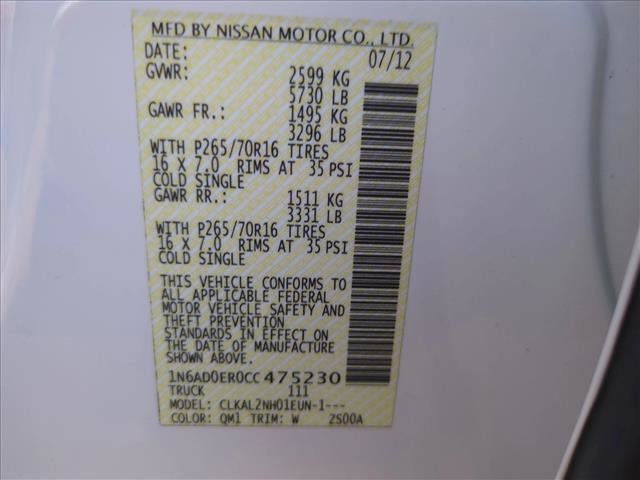 MFD BY NISSAN MOTOR CO., LTD.
DATE: 07/12
GVWR: 2599 KG
5730 LB
GAWR FR.: 1495 KG
3296 LB
WITH P265/70R16 TIRES
16 X 7.0 RIMS AT 35 PSI
COLD SINGLE
GAWR RR.: 1511 KG
3331 LB
WITH P265/70R16 TIRES
16 X 7.0 RIMS AT 35 PSI
COLD SINGLE
THIS VEHICLE CONFORMS TO
ALL APPLICABLE FEDERAL
MOTOR VEHICLE SAFETY AND
THEFT PREVENTION
STANDARDS IN EFFECT ON
THE DATE OF MANUFACTURE
SHOWN ABOVE.
1N6AD0ER0CC475230
TRUCK 111
MODEL: CLKAL2NH01EUN-1---
COLOR: QM1 TRIM: W 2S00A